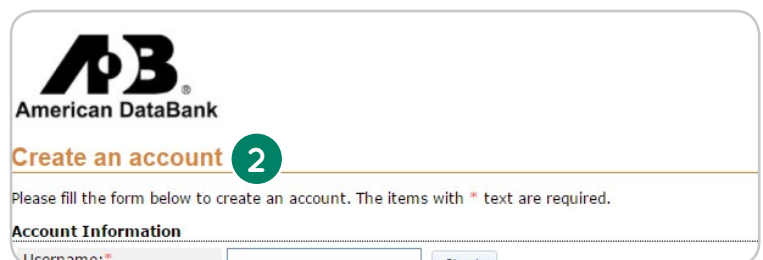 ADB®
American DataBank
Create an account 2
Please fill the form below to create an account. The items with * text are required.
Account Information
Username:*